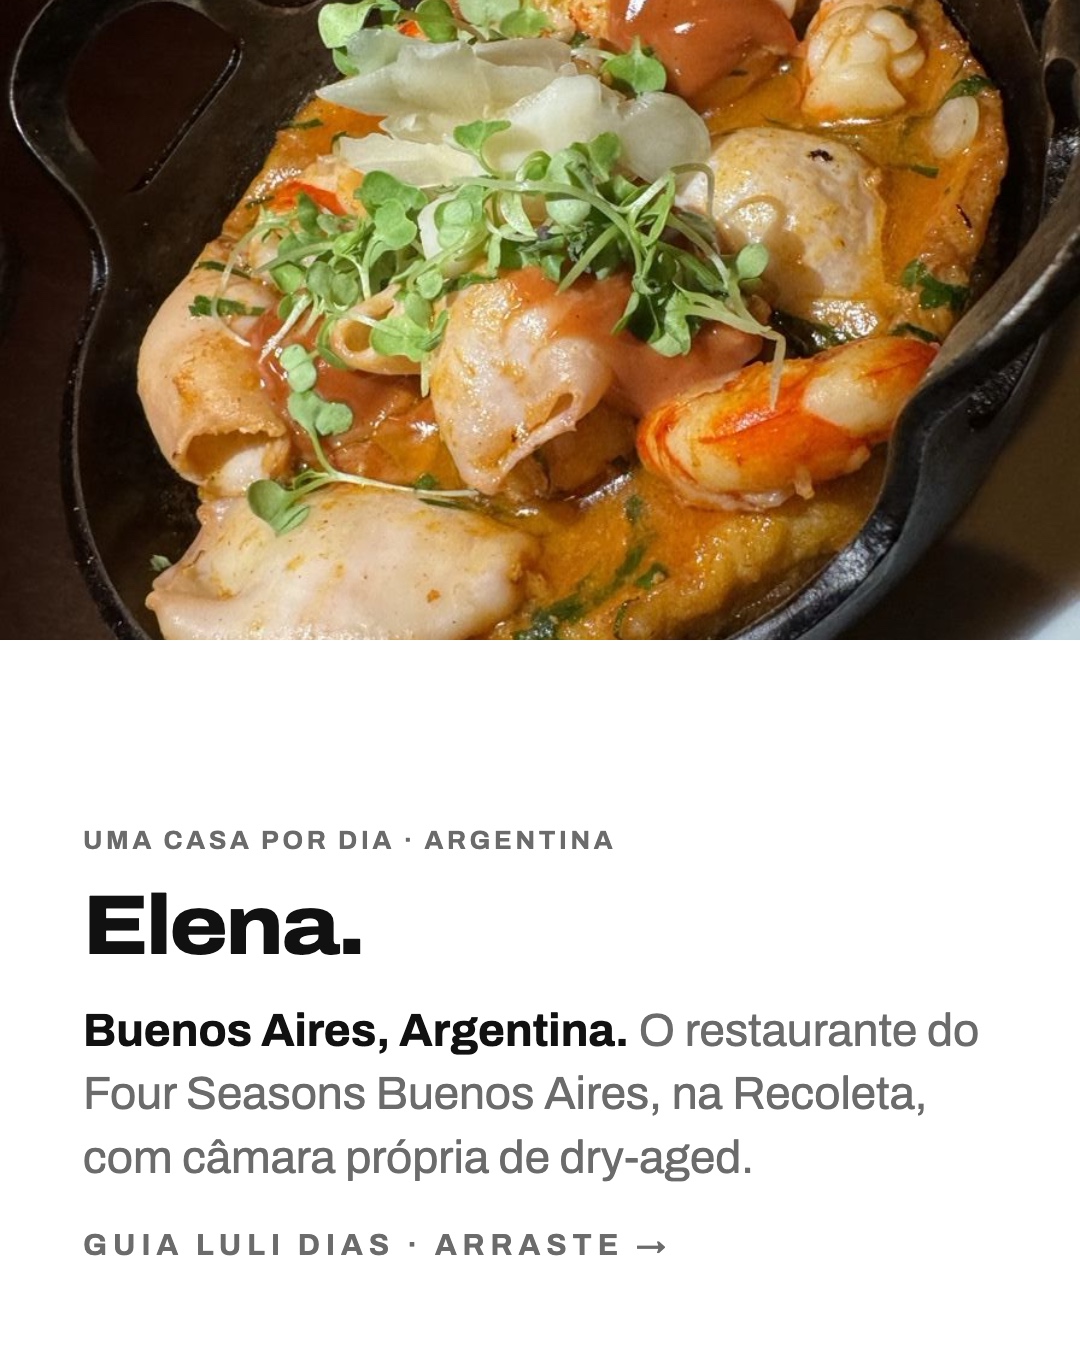 UMA CASA POR DIA · ARGENTINA
Elena.
Buenos Aires, Argentina. O restaurante do
Four Seasons Buenos Aires, na Recoleta,
com câmara própria de dry-aged.
GUIA LULI DIAS · ARRASTE →